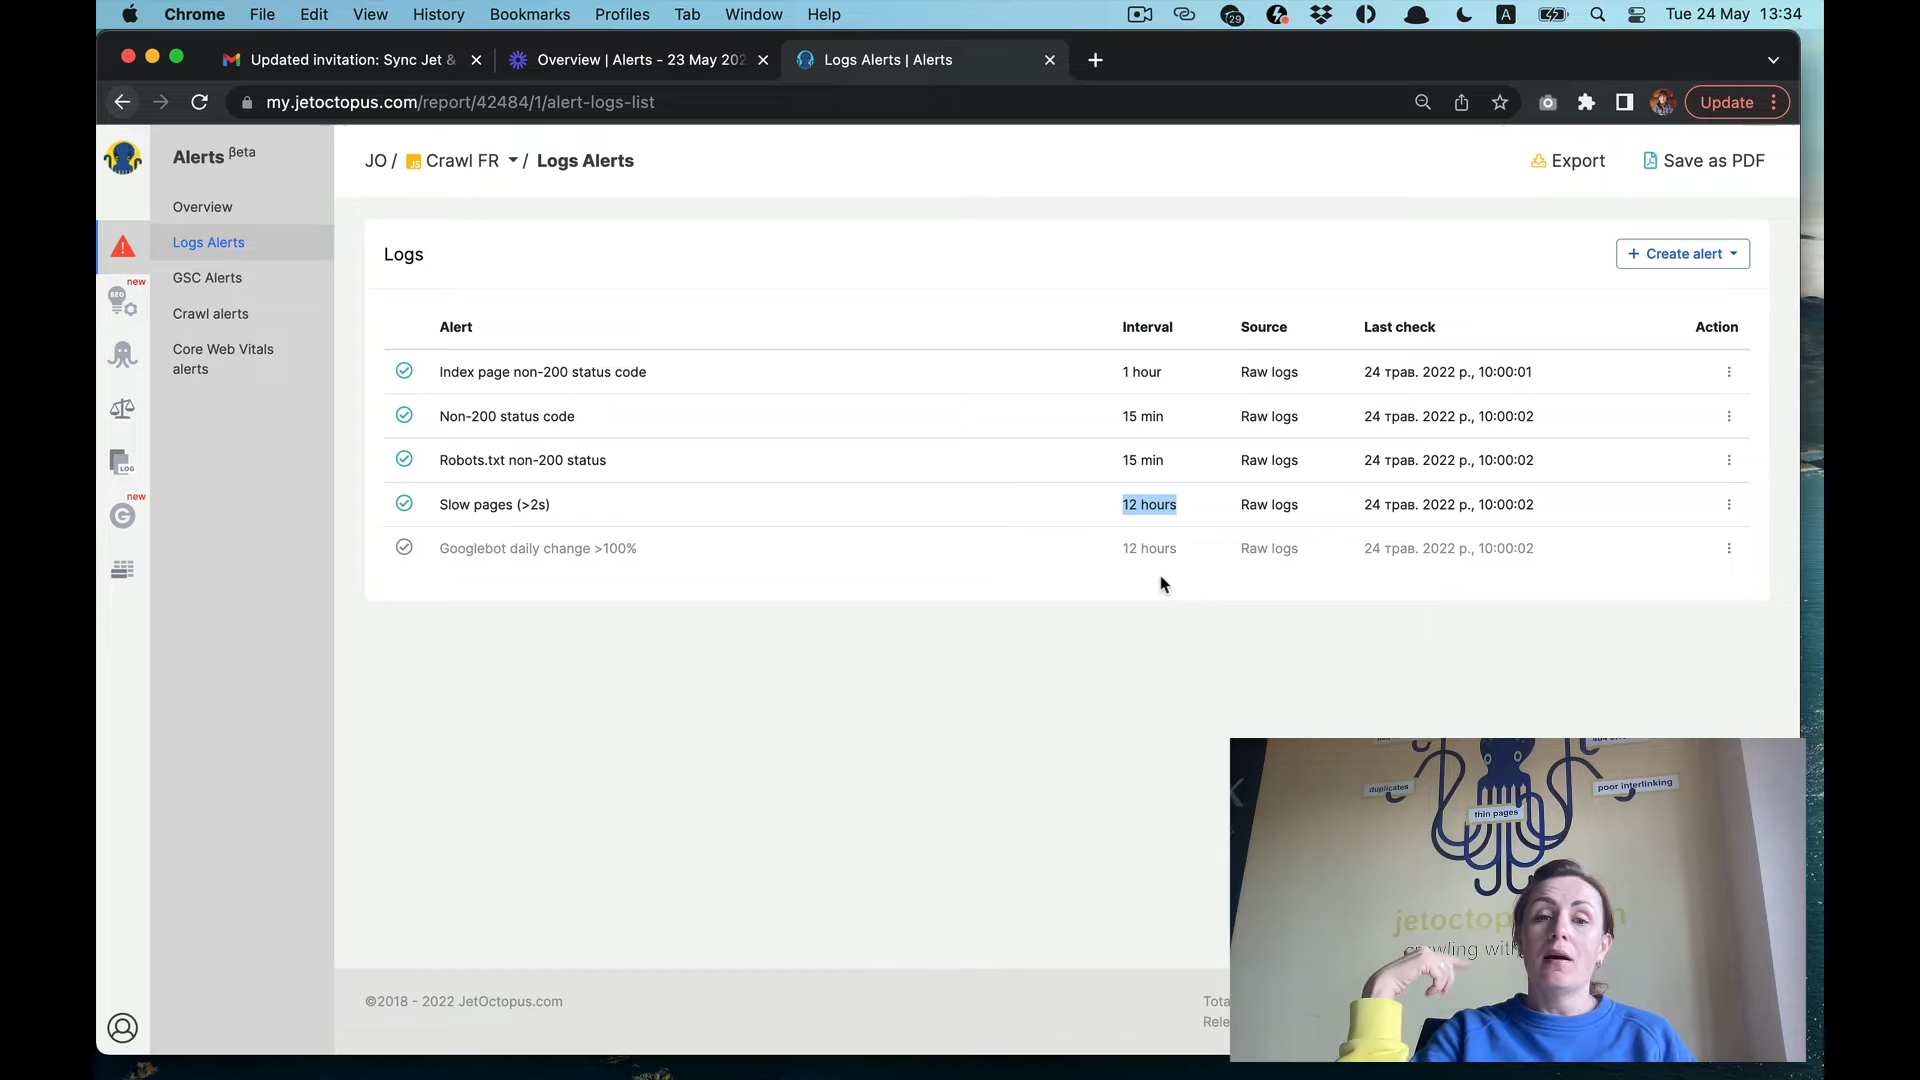 Chrome File Edit View History Bookmarks Profiles Tab Window Help
29 A Tue 24 May 13:34
Updated invitation: Sync Jet &
Overview | Alerts - 23 May 202
Logs Alerts | Alerts
my.jetoctopus.com/report/42484/1/alert-logs-list
Update
Alerts βeta
Overview
Logs Alerts
GSC Alerts
Crawl alerts
Core Web Vitals
alerts
new
SEO
LOG
new
G
JO / JS Crawl FR / Logs Alerts
Export
Save as PDF
Logs
+ Create alert
Alert Interval Source Last check Action
Index page non-200 status code 1 hour Raw logs 24 трав. 2022 р., 10:00:01
Non-200 status code 15 min Raw logs 24 трав. 2022 р., 10:00:02
Robots.txt non-200 status 15 min Raw logs 24 трав. 2022 р., 10:00:02
Slow pages (>2s) 12 hours Raw logs 24 трав. 2022 р., 10:00:02
Googlebot daily change >100% 12 hours Raw logs 24 трав. 2022 р., 10:00:02
©2018 - 2022 JetOctopus.com
Tota
Rele
duplicates
poor interlinking
thin pages
jetoctop n
crawling with